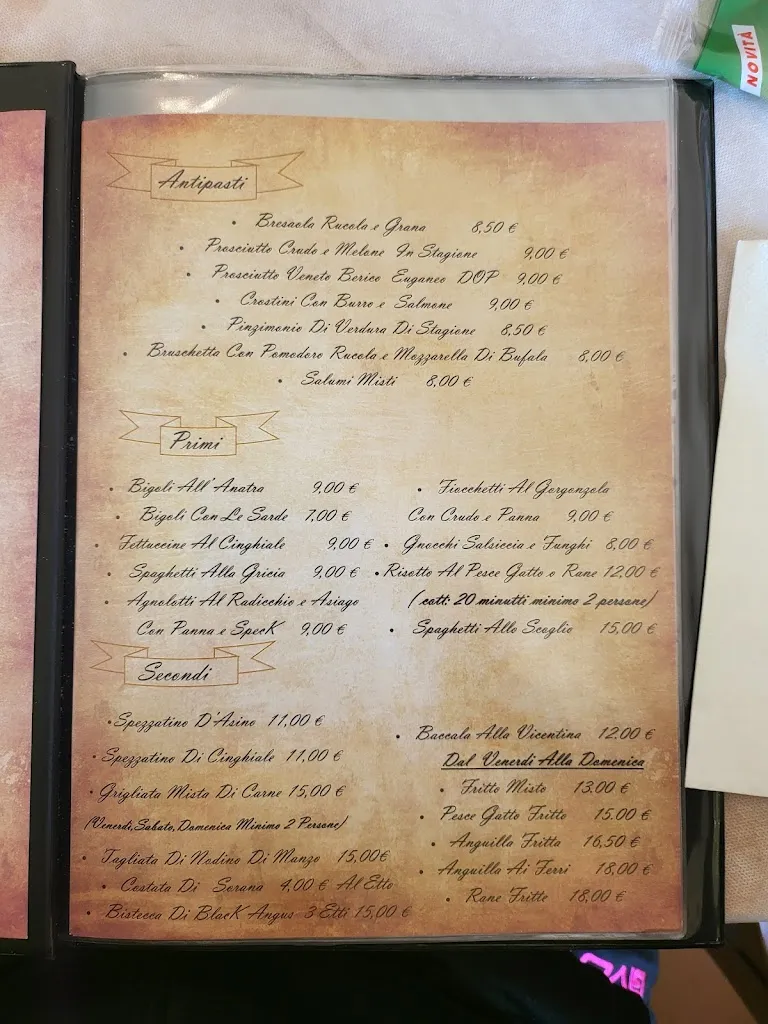 NOVITÀ
Antipasti
• Bresaola Rucola e Grana 8,50 €
• Prosciutto Crudo e Melone In Stagione 9,00 €
• Prosciutto Veneto Berico Euganeo DOP 9,00 €
• Crostini Con Burro e Salmone 9,00 €
• Pinzimonio Di Verdura Di Stagione 8,50 €
• Bruschetta Con Pomodoro Rucola e Mozzarella Di Bufala 8,00 €
• Salumi Misti 8,00 €
Primi
• Bigoli All'Anatra 9,00 €
• Bigoli Con Le Sarde 7,00 €
• Fettuccine Al Cinghiale 9,00 €
• Spaghetti Alla Gricia 9,00 €
• Agnolotti Al Radicchio e Asiago
Con Panna e SpecK 9,00 €
• Fiocchetti Al Gorgonzola
Con Crudo e Panna 9,00 €
• Gnocchi Salsiccia e Funghi 8,00 €
• Risotto Al Pesce Gatto o Rane 12,00 €
(cott: 20 minutti minimo 2 persone)
• Spaghetti Allo Scoglio 15,00 €
Secondi
• Spezzatino D'Asino 11,00 €
• Spezzatino Di Cinghiale 11,00 €
• Grigliata Mista Di Carne 15,00 €
(Venerdi,Sabato,Domenica Minimo 2 Persone)
• Tagliata Di Nodino Di Manzo 15,00€
• Costata Di Sorana 4,00 € Al Etto
• Bistecca Di BlacK Angus 3 Etti 15,00 €
• Baccala Alla Vicentina 12,00 €
Dal Venerdi Alla Domenica
• Fritto Misto 13,00 €
• Pesce Gatto Fritto 15,00 €
• Anguilla Fritta 16,50 €
• Anguilla Ai Ferri 18,00 €
• Rane Fritte 18,00 €